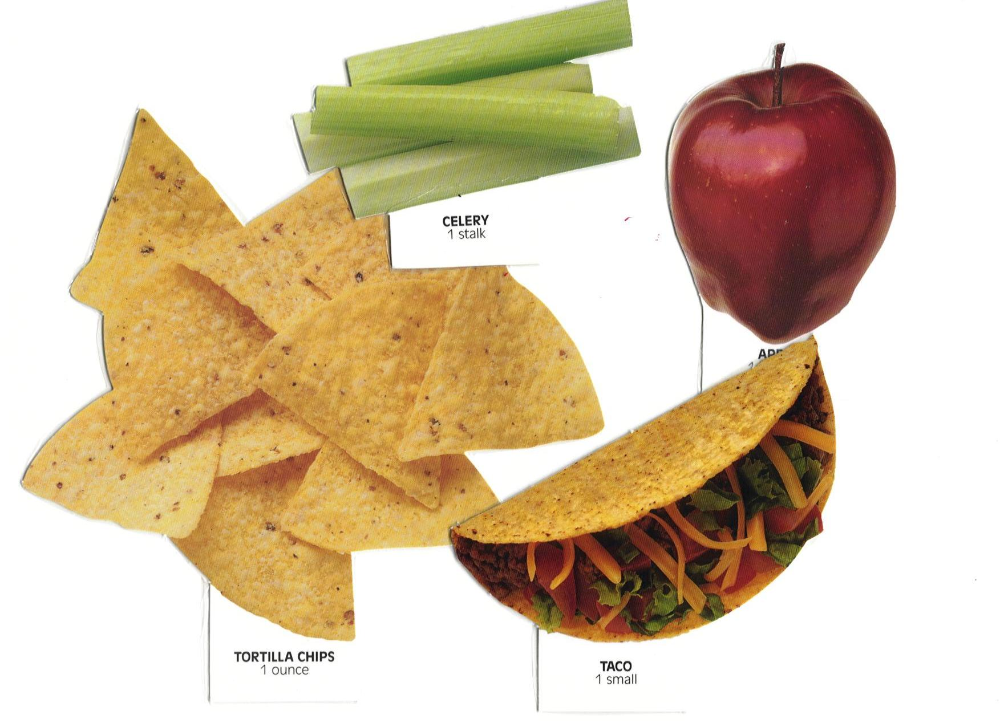 CELERY
1 stalk
TORTILLA CHIPS
1 ounce
TACO
1 small